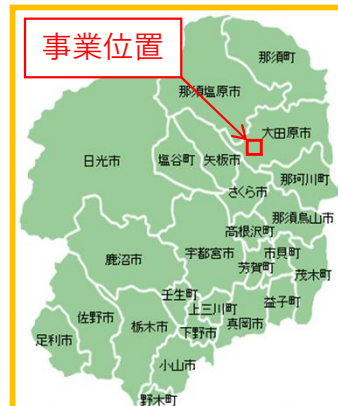 事業位置
那須町
那須塩原市
大田原市
日光市
塩谷町
矢板市
那珂川町
さくら市
那須烏山市
高根沢町
鹿沼市
宇都宮市
市貝町
芳賀町
茂木町
壬生町
上三川町
益子町
佐野市
栃木市
下野市
真岡市
足利市
小山市
野木町